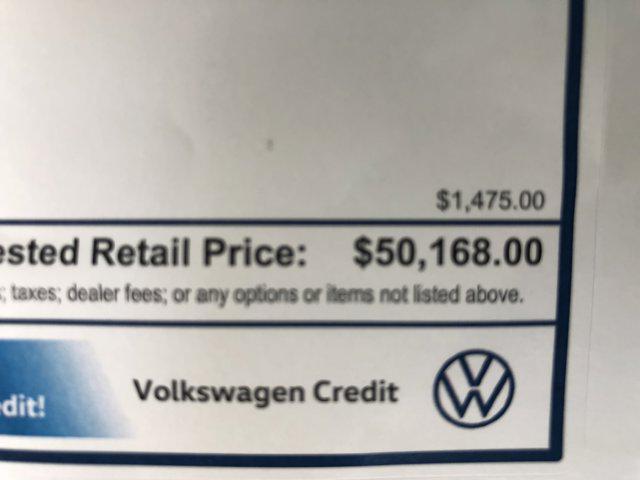 $1,475.00
ested Retail Price: $50,168.00
; taxes; dealer fees; or any options or items not listed above.
edit!
Volkswagen Credit